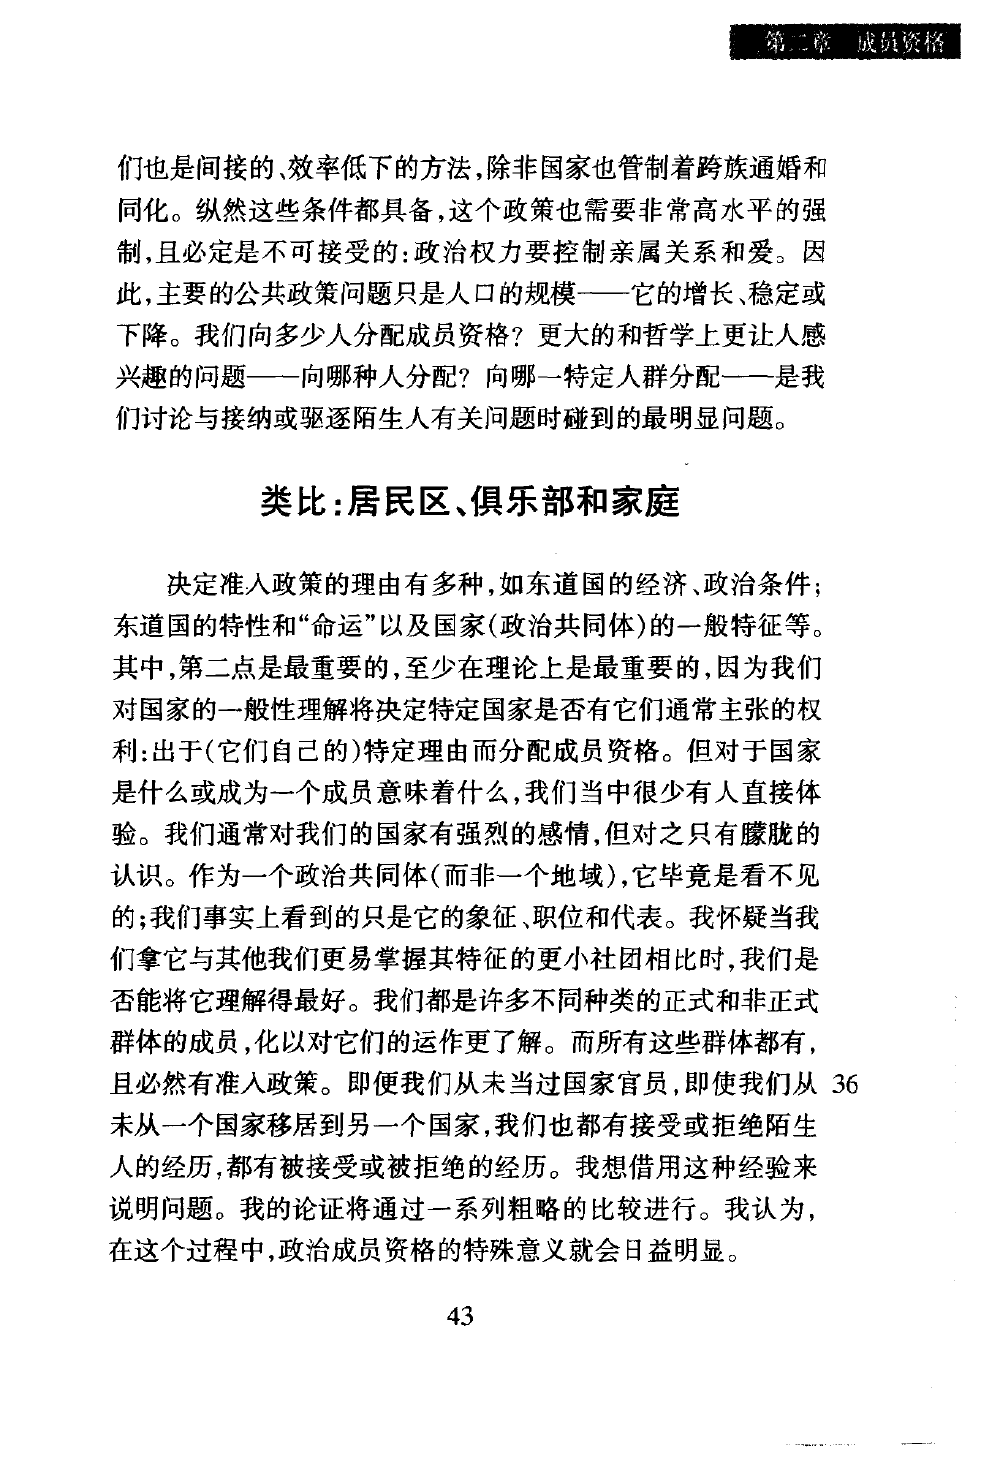 第二章 成员资格
们也是间接的、效率低下的方法,除非国家也管制着跨族通婚和
同化。纵然这些条件都具备,这个政策也需要非常高水平的强
制,且必定是不可接受的:政治权力要控制亲属关系和爱。因
此,主要的公共政策问题只是人口的规模——它的增长、稳定或
下降。我们向多少人分配成员资格?更大的和哲学上更让人感
兴趣的问题——向哪种人分配?向哪一特定人群分配——是我
们讨论与接纳或驱逐陌生人有关问题时碰到的最明显问题。
类比:居民区、俱乐部和家庭
决定准入政策的理由有多种,如东道国的经济、政治条件;
东道国的特性和“命运”以及国家(政治共同体)的一般特征等。
其中,第二点是最重要的,至少在理论上是最重要的,因为我们
对国家的一般性理解将决定特定国家是否有它们通常主张的权
利:出于(它们自己的)特定理由而分配成员资格。但对于国家
是什么或成为一个成员意味着什么,我们当中很少有人直接体
验。我们通常对我们的国家有强烈的感情,但对之只有朦胧的
认识。作为一个政治共同体(而非一个地域),它毕竟是看不见
的;我们事实上看到的只是它的象征、职位和代表。我怀疑当我
们拿它与其他我们更易掌握其特征的更小社团相比时,我们是
否能将它理解得最好。我们都是许多不同种类的正式和非正式
群体的成员,化以对它们的运作更了解。而所有这些群体都有,
且必然有准入政策。即便我们从未当过国家官员,即使我们从 36
未从一个国家移居到另一个国家,我们也都有接受或拒绝陌生
人的经历,都有被接受或被拒绝的经历。我想借用这种经验来
说明问题。我的论证将通过一系列粗略的比较进行。我认为,
在这个过程中,政治成员资格的特殊意义就会日益明显。
43